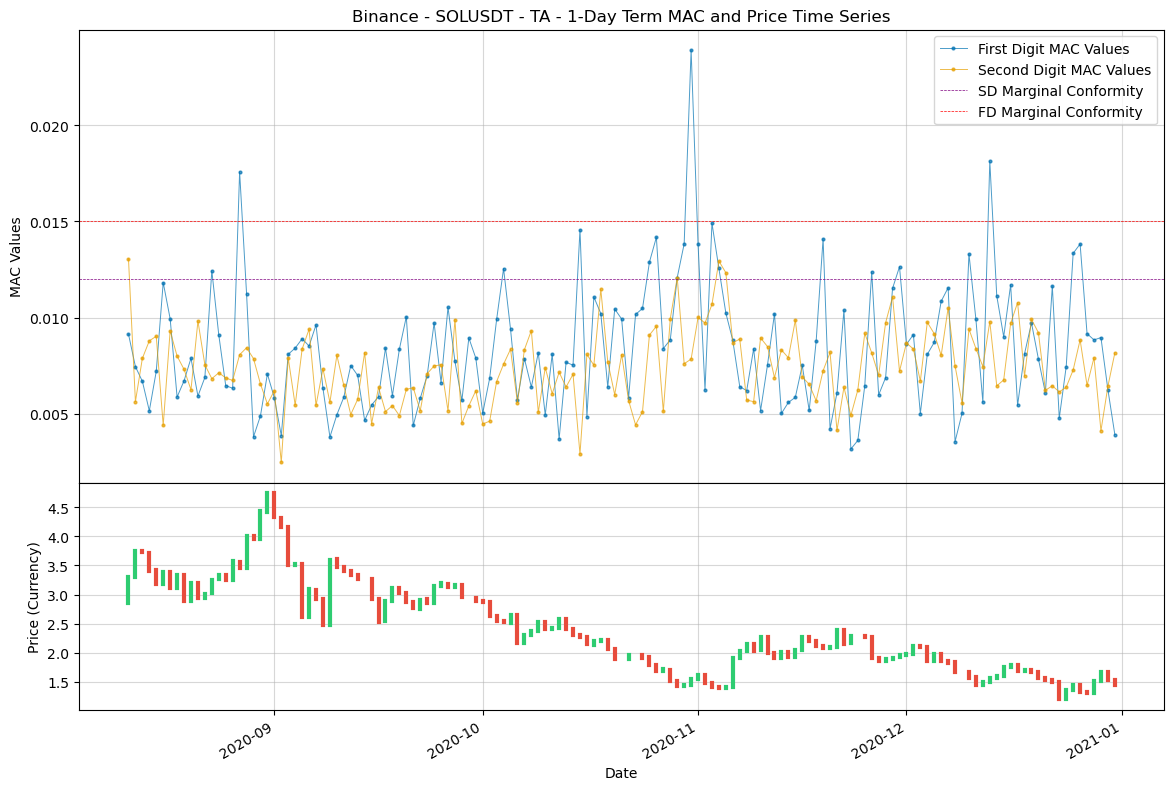 Binance - SOLUSDT - TA - 1-Day Term MAC and Price Time Series
First Digit MAC Values
Second Digit MAC Values
SD Marginal Conformity
FD Marginal Conformity
MAC Values
0.020
0.015
0.010
0.005
Price (Currency)
4.5
4.0
3.5
3.0
2.5
2.0
1.5
2020-09
2020-10
2020-11
2020-12
2021-01
Date